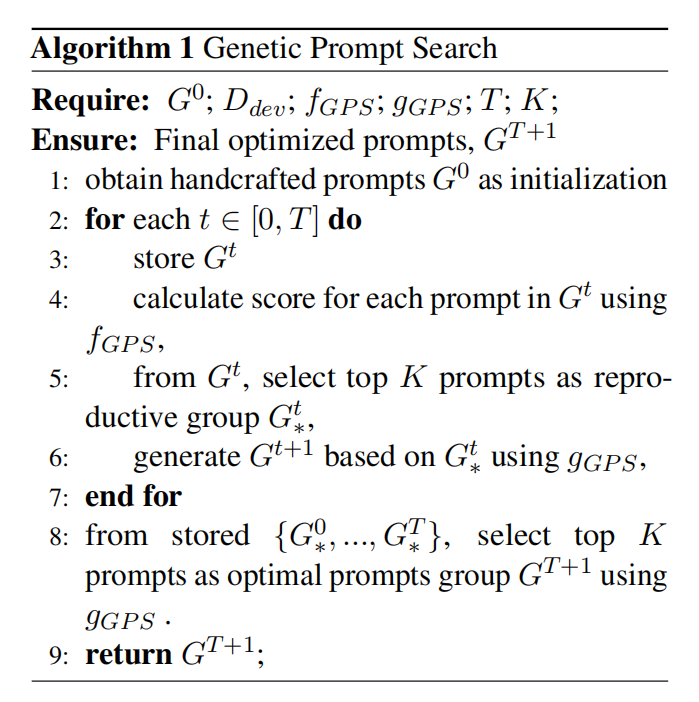 Algorithm 1 Genetic Prompt Search
Require: G^0; D_{dev}; f_{GPS}; g_{GPS}; T; K;
Ensure: Final optimized prompts, G^{T+1}
1: obtain handcrafted prompts G^0 as initialization
2: for each t ∈ [0, T] do
3: store G^t
4: calculate score for each prompt in G^t using
f_{GPS},
5: from G^t, select top K prompts as repro-
ductive group G^t_*,
6: generate G^{t+1} based on G^t_* using g_{GPS},
7: end for
8: from stored {G^0_*, ..., G^T_*}, select top K
prompts as optimal prompts group G^{T+1} using
g_{GPS} .
9: return G^{T+1};